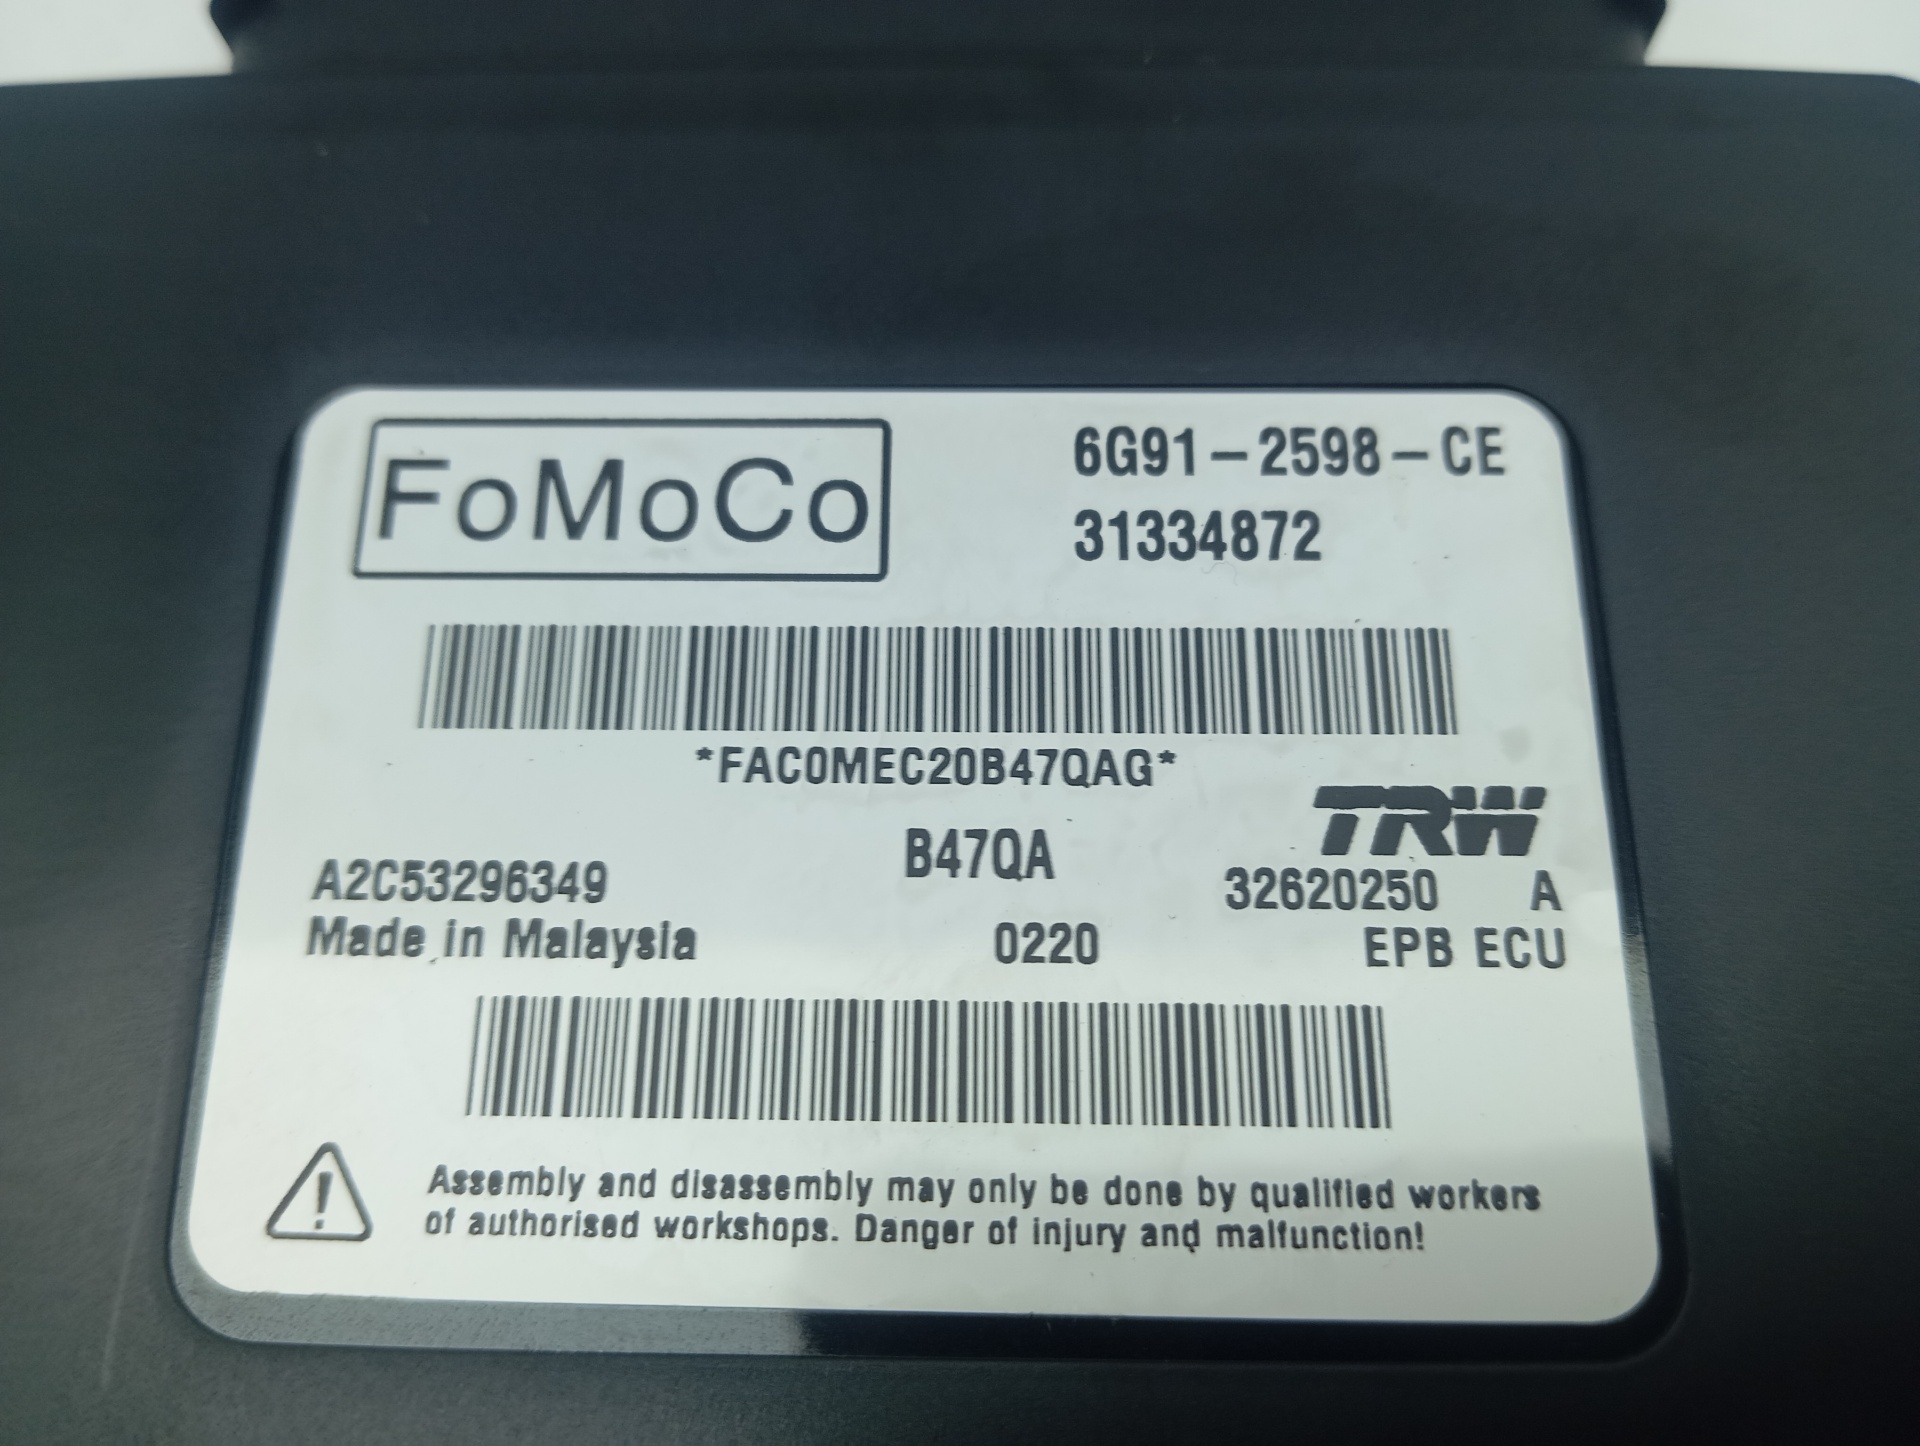 FoMoCo
6G91-2598-CE
31334872
*FAC0MEC20B47QAG*
TRW
B47QA
A2C53296349
32620250 A
Made in Malaysia
0220
EPB ECU
Assembly and disassembly may only be done by qualified workers
of authorised workshops. Danger of injury and malfunction!